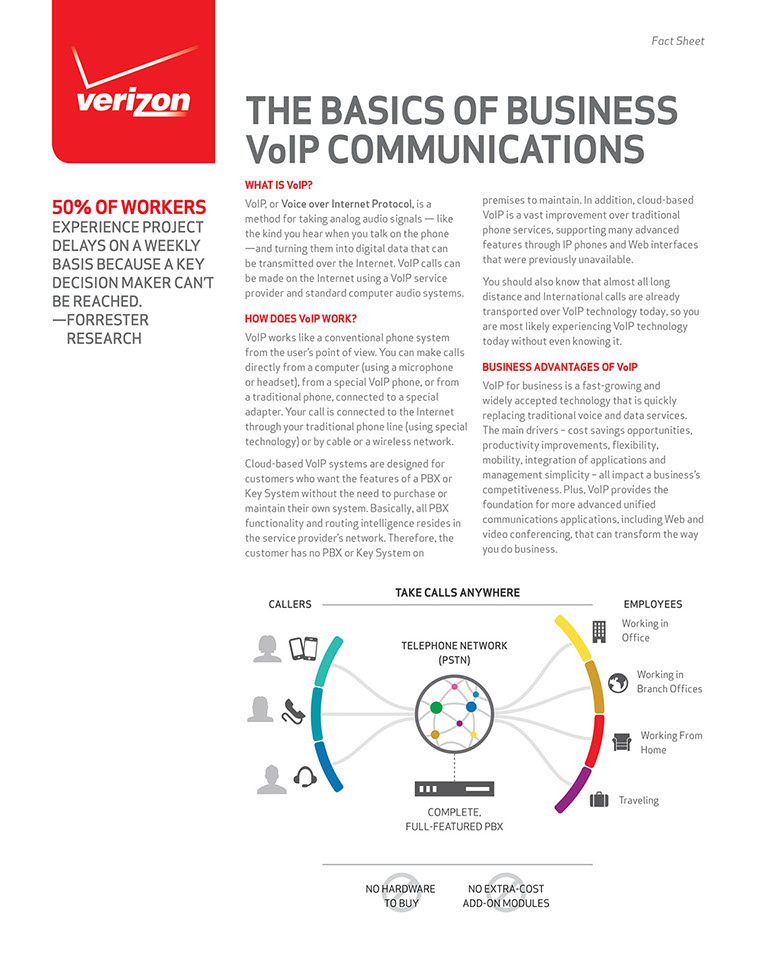 Fact Sheet
verizon
THE BASICS OF BUSINESS
VoIP COMMUNICATIONS
50% OF WORKERS
EXPERIENCE PROJECT
DELAYS ON A WEEKLY
BASIS BECAUSE A KEY
DECISION MAKER CAN'T
BE REACHED.
—FORRESTER
RESEARCH
WHAT IS VoIP?
VoIP, or Voice over Internet Protocol, is a
method for taking analog audio signals — like
the kind you hear when you talk on the phone
—and turning them into digital data that can
be transmitted over the Internet. VoIP calls can
be made on the Internet using a VoIP service
provider and standard computer audio systems.
HOW DOES VoIP WORK?
VoIP works like a conventional phone system
from the user's point of view. You can make calls
directly from a computer (using a microphone
or headset), from a special VoIP phone, or from
a traditional phone, connected to a special
adapter. Your call is connected to the Internet
through your traditional phone line (using special
technology) or by cable or a wireless network.
Cloud-based VoIP systems are designed for
customers who want the features of a PBX or
Key System without the need to purchase or
maintain their own system. Basically, all PBX
functionality and routing intelligence resides in
the service provider's network. Therefore, the
customer has no PBX or Key System on
premises to maintain. In addition, cloud-based
VoIP is a vast improvement over traditional
phone services, supporting many advanced
features through IP phones and Web interfaces
that were previously unavailable.
You should also know that almost all long
distance and International calls are already
transported over VoIP technology today, so you
are most likely experiencing VoIP technology
today without even knowing it.
BUSINESS ADVANTAGES OF VoIP
VoIP for business is a fast-growing and
widely accepted technology that is quickly
replacing traditional voice and data services.
The main drivers – cost savings opportunities,
productivity improvements, flexibility,
mobility, integration of applications and
management simplicity – all impact a business's
competitiveness. Plus, VoIP provides the
foundation for more advanced unified
communications applications, including Web and
video conferencing, that can transform the way
you do business.
TAKE CALLS ANYWHERE
CALLERS
EMPLOYEES
TELEPHONE NETWORK
(PSTN)
Working in
Office
Working in
Branch Offices
Working From
Home
Traveling
COMPLETE,
FULL-FEATURED PBX
NO HARDWARE
TO BUY
NO EXTRA-COST
ADD-ON MODULES